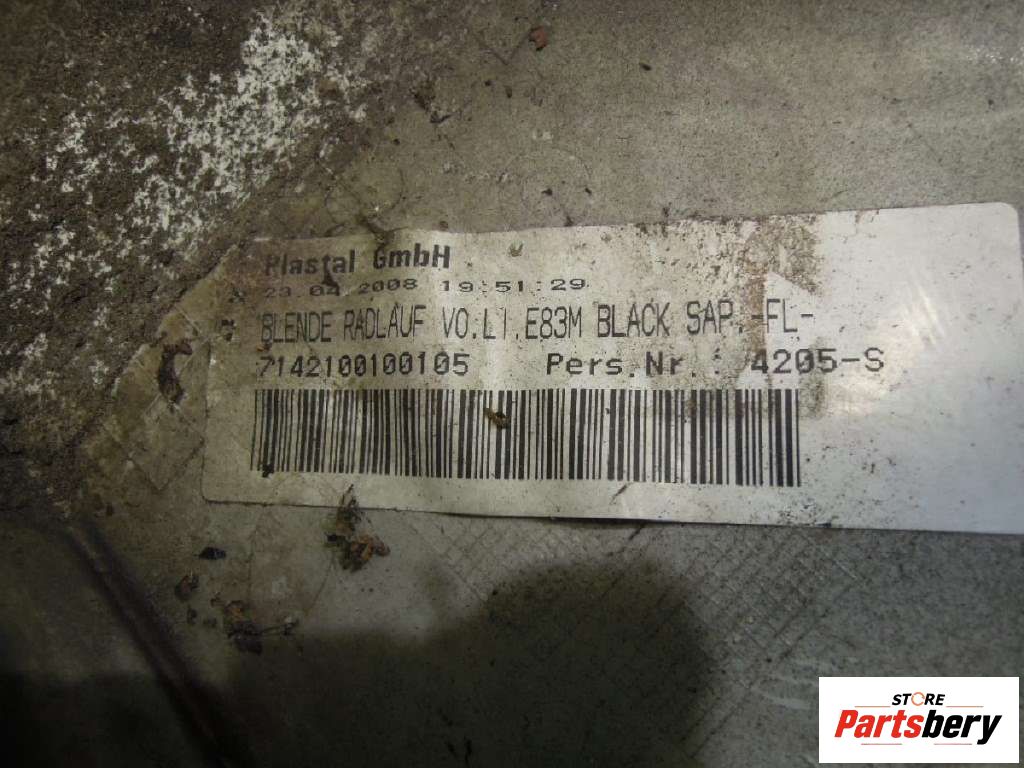 Plastal GmbH
23.04.2008 19:51:29
BLENDE RADLAUF VO.LI.E83M BLACK SAP.-FL-
7142100100105 Pers.Nr.: 4205-S
STORE
Partsbery